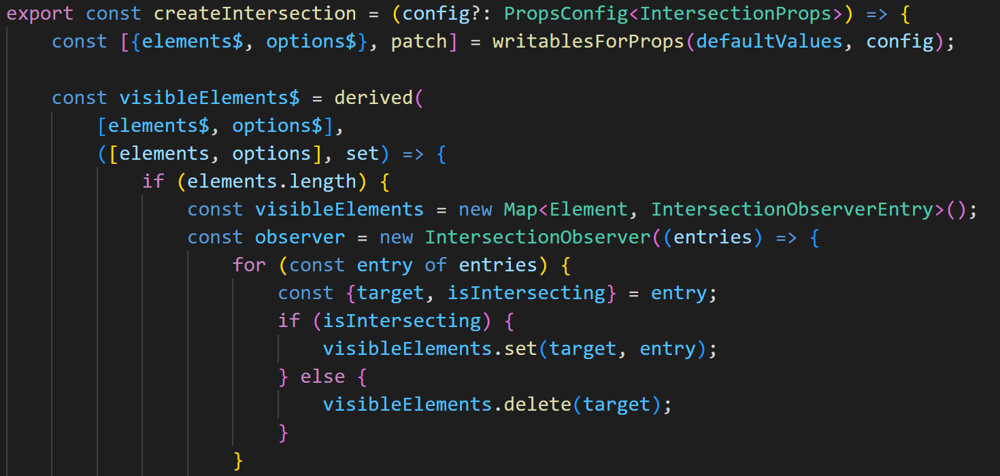 export const createIntersection = (config?: PropsConfig<IntersectionProps>) => {
const [{elements$, options$}, patch] = writablesForProps(defaultValues, config);
const visibleElements$ = derived(
[elements$, options$],
([elements, options], set) => {
if (elements.length) {
const visibleElements = new Map<Element, IntersectionObserverEntry>();
const observer = new IntersectionObserver((entries) => {
for (const entry of entries) {
const {target, isIntersecting} = entry;
if (isIntersecting) {
visibleElements.set(target, entry);
} else {
visibleElements.delete(target);
}
}